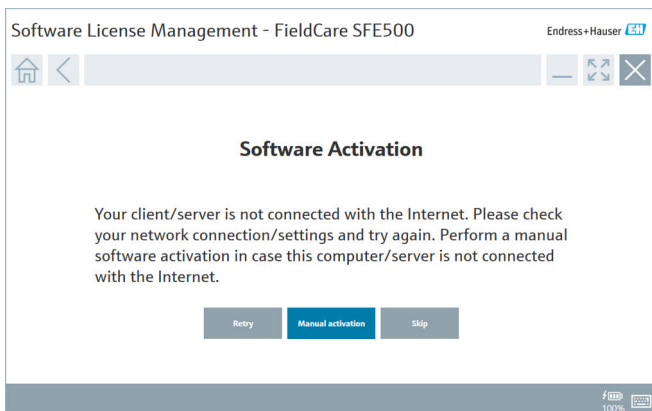 Software License Management - FieldCare SFE500
Endress+Hauser EH
Software Activation
Your client/server is not connected with the Internet. Please check
your network connection/settings and try again. Perform a manual
software activation in case this computer/server is not connected
with the Internet.
Retry Manual activation Skip
100%